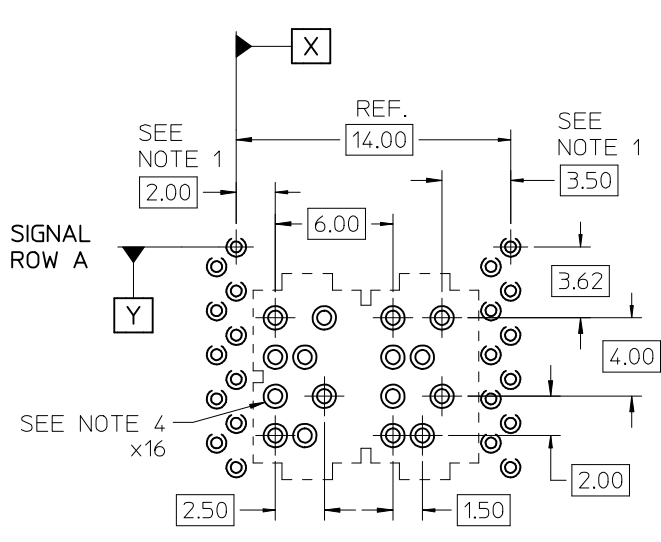 X
REF.
14.00
SEE
NOTE 1
2.00
SEE
NOTE 1
3.50
6.00
SIGNAL
ROW A
Y
3.62
4.00
SEE NOTE 4
x16
2.00
2.50
1.50